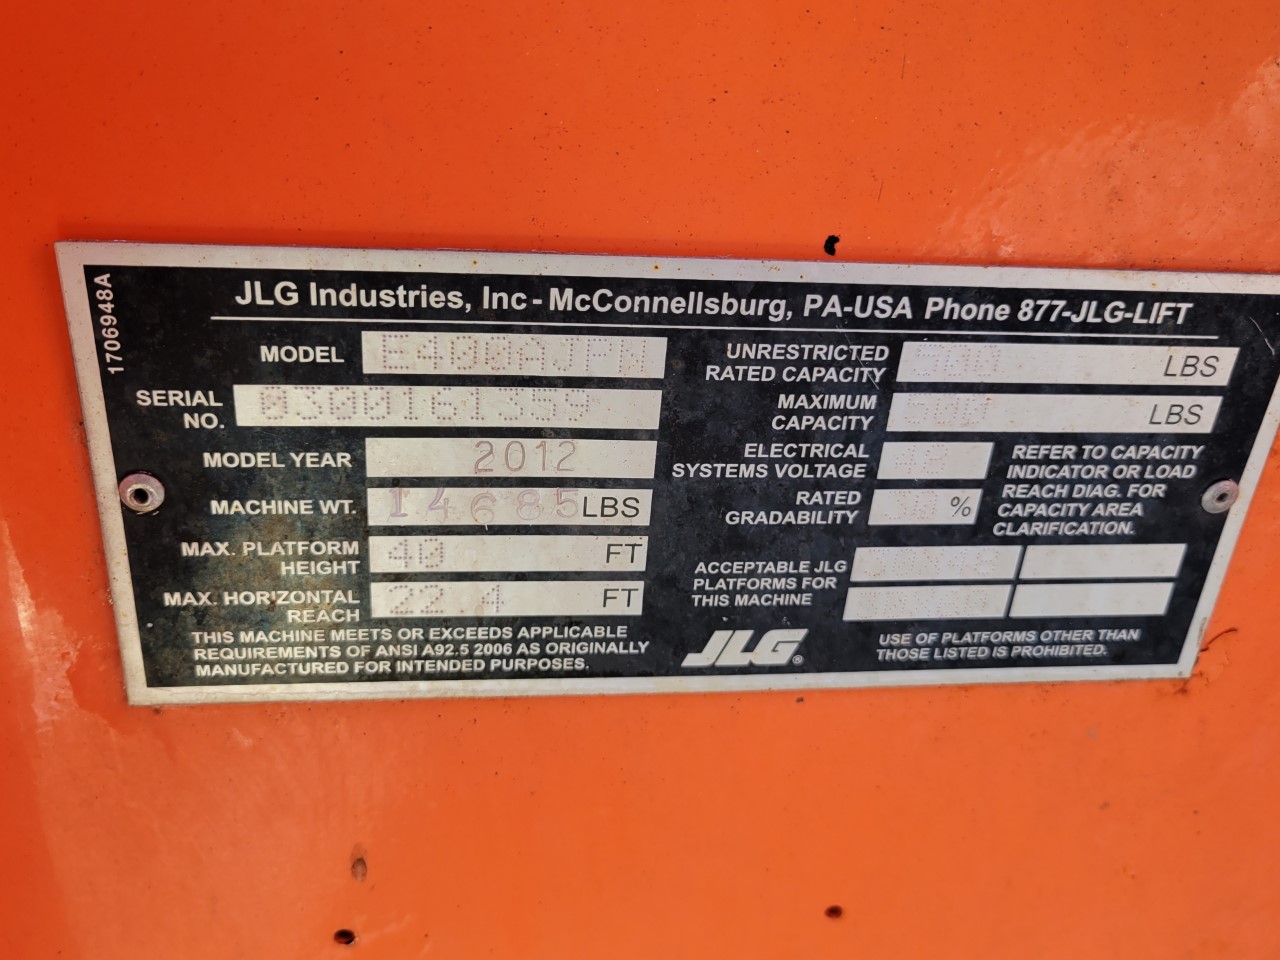 1706948A
JLG Industries, Inc - McConnellsburg, PA-USA Phone 877-JLG-LIFT
MODEL E400AJPN
SERIAL NO. 0300161359
MODEL YEAR 2012
MACHINE WT. 14685 LBS
MAX. PLATFORM HEIGHT 40 FT
MAX. HORIZONTAL REACH 22.4 FT
THIS MACHINE MEETS OR EXCEEDS APPLICABLE
REQUIREMENTS OF ANSI A92.5 2006 AS ORIGINALLY
MANUFACTURED FOR INTENDED PURPOSES.
UNRESTRICTED RATED CAPACITY 500 LBS
MAXIMUM CAPACITY 500 LBS
ELECTRICAL SYSTEMS VOLTAGE 48
RATED GRADABILITY 30 %
REFER TO CAPACITY
INDICATOR OR LOAD
REACH DIAG. FOR
CAPACITY AREA
CLARIFICATION.
ACCEPTABLE JLG
PLATFORMS FOR
THIS MACHINE
JLG®
USE OF PLATFORMS OTHER THAN
THOSE LISTED IS PROHIBITED.